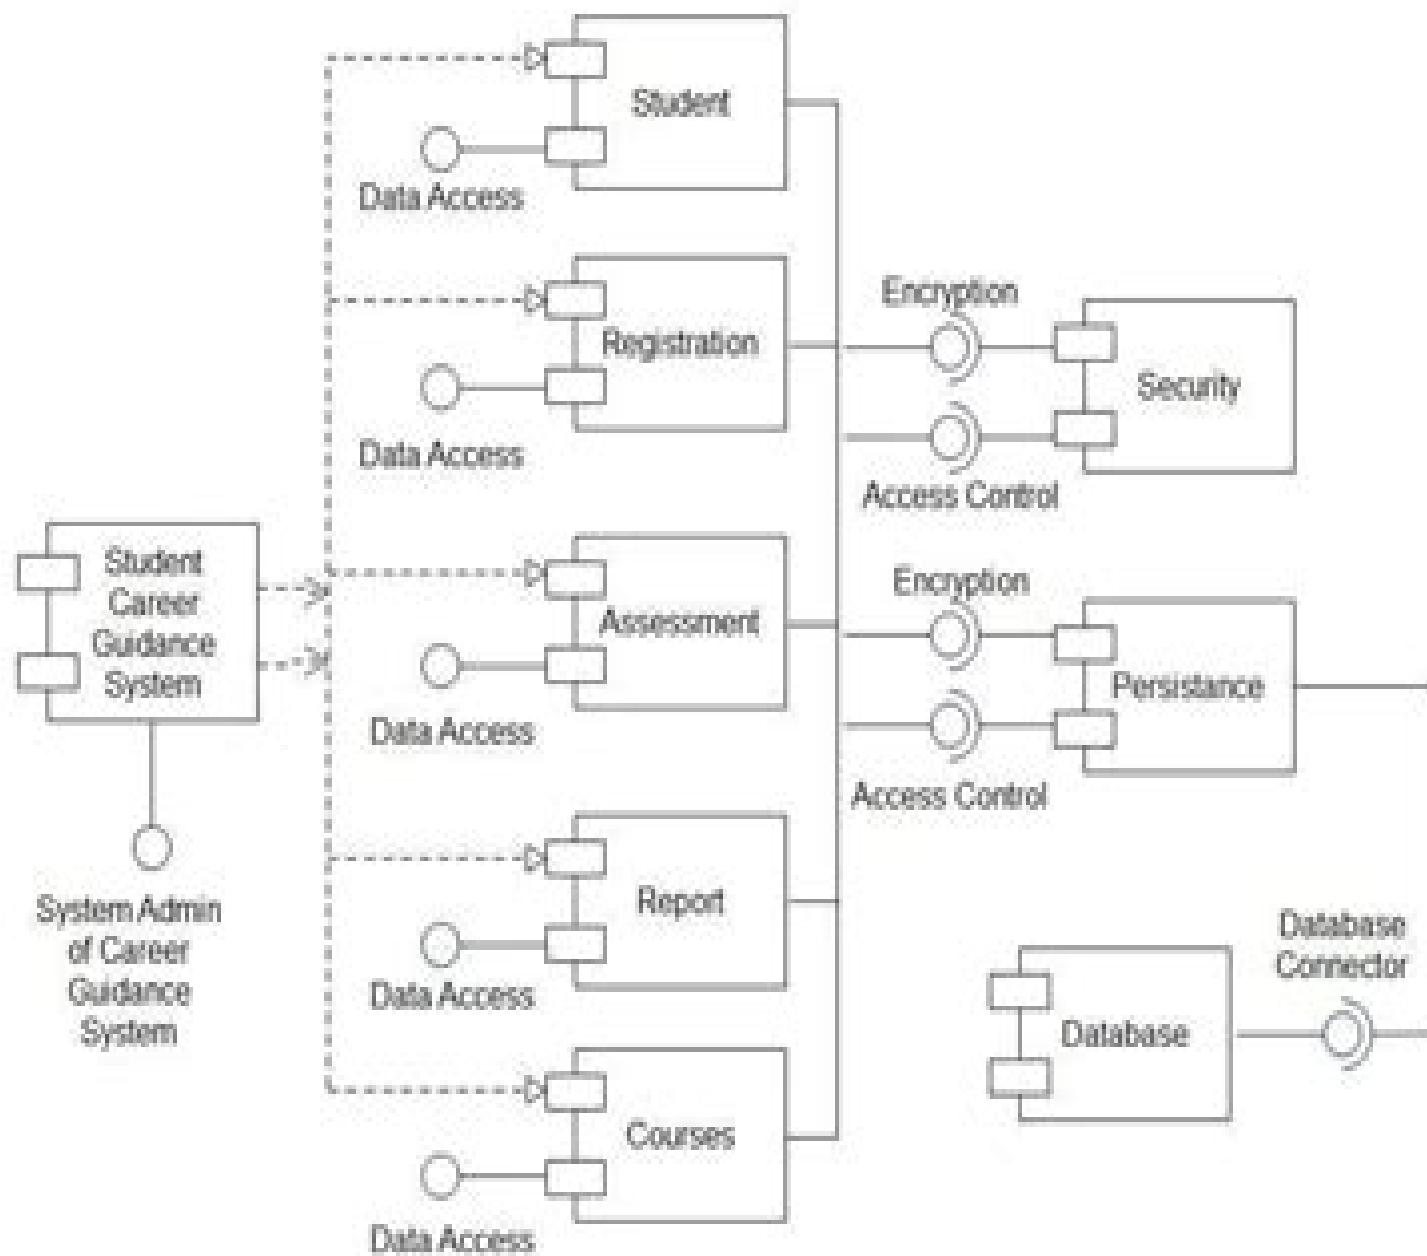 Student
Data Access
Registration
Data Access
Encryption
Security
Access Control
Student
Career
Guidance
System
Assessment
Data Access
Encryption
Persistance
Access Control
System Admin
of Career
Guidance
System
Report
Data Access
Database
Connector
Database
Courses
Data Access